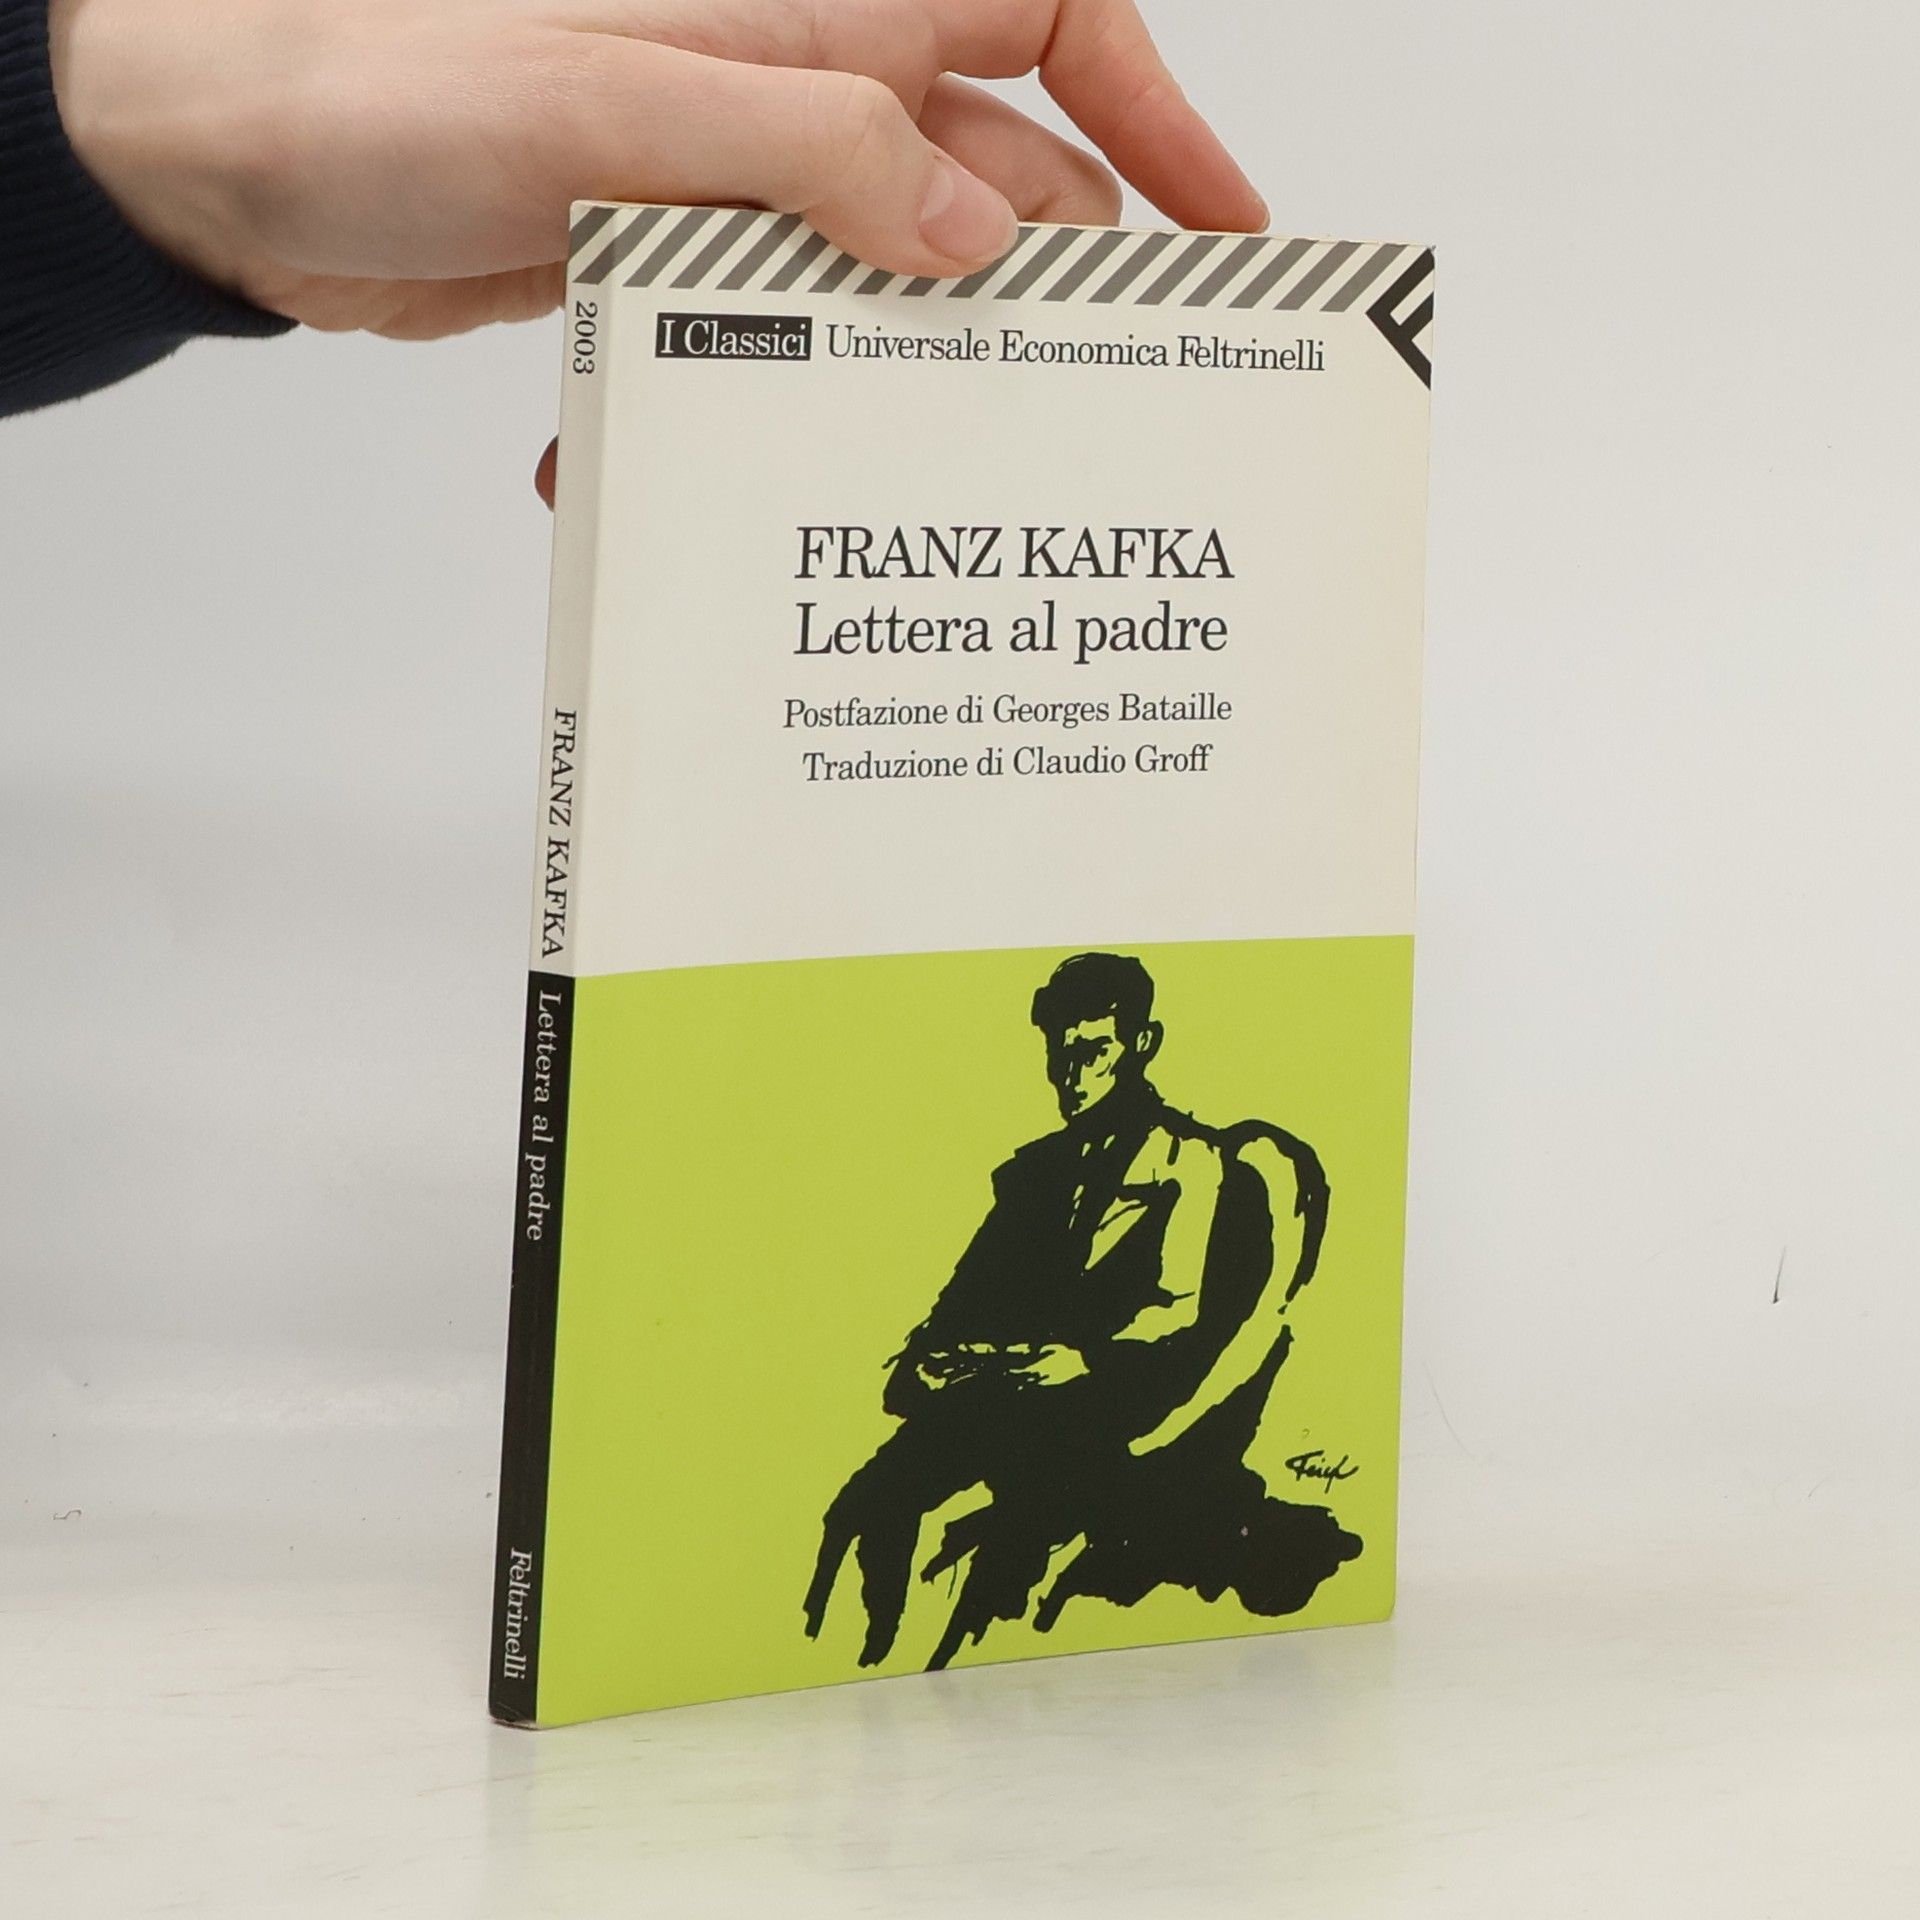 I Classici Universale Economica Feltrinelli
FRANZ KAFKA
Lettera al padre
Postfazione di Georges Bataille
Traduzione di Claudio Groff
2003
FRANZ KAFKA Lettera al padre
Feltrinelli